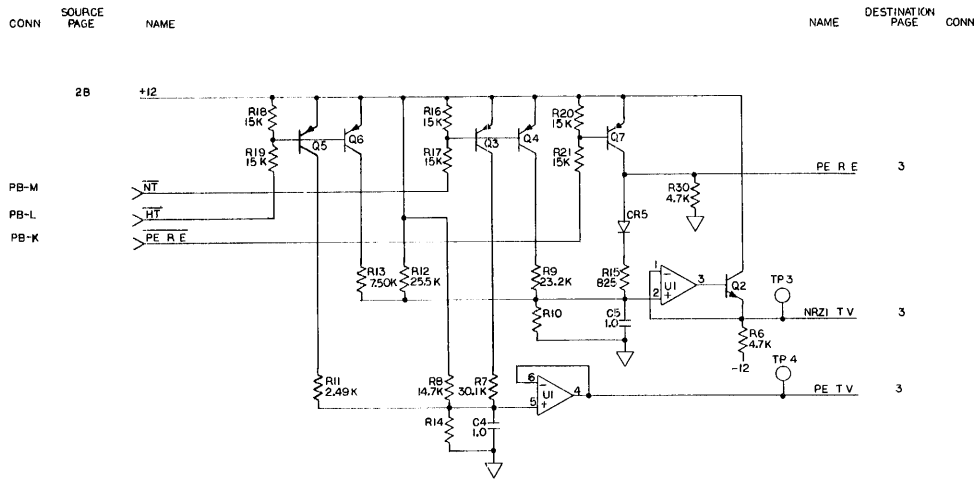 CONN SOURCE PAGE NAME
NAME DESTINATION PAGE CONN
2B +12
R18 15K
Q5
Q6
R16 15K
Q3
Q4
R20 15K
Q7
R19 15K
R17 15K
R21 15K
PE R E 3
PB-M NT
R30 4.7K
PB-L HT
CR5
PB-K PE R E
R13 7.50K
R12 25.5K
R9 23.2K
R15 825
1 - U1 3
2 +
Q2
TP 3
R10
C5 1.0
NRZI T V 3
R6 4.7K
-12
TP 4
R11 2.49K
R8 14.7K
R7 30.1K
6 - U1 4
5 +
PE T V 3
R14
C4 1.0